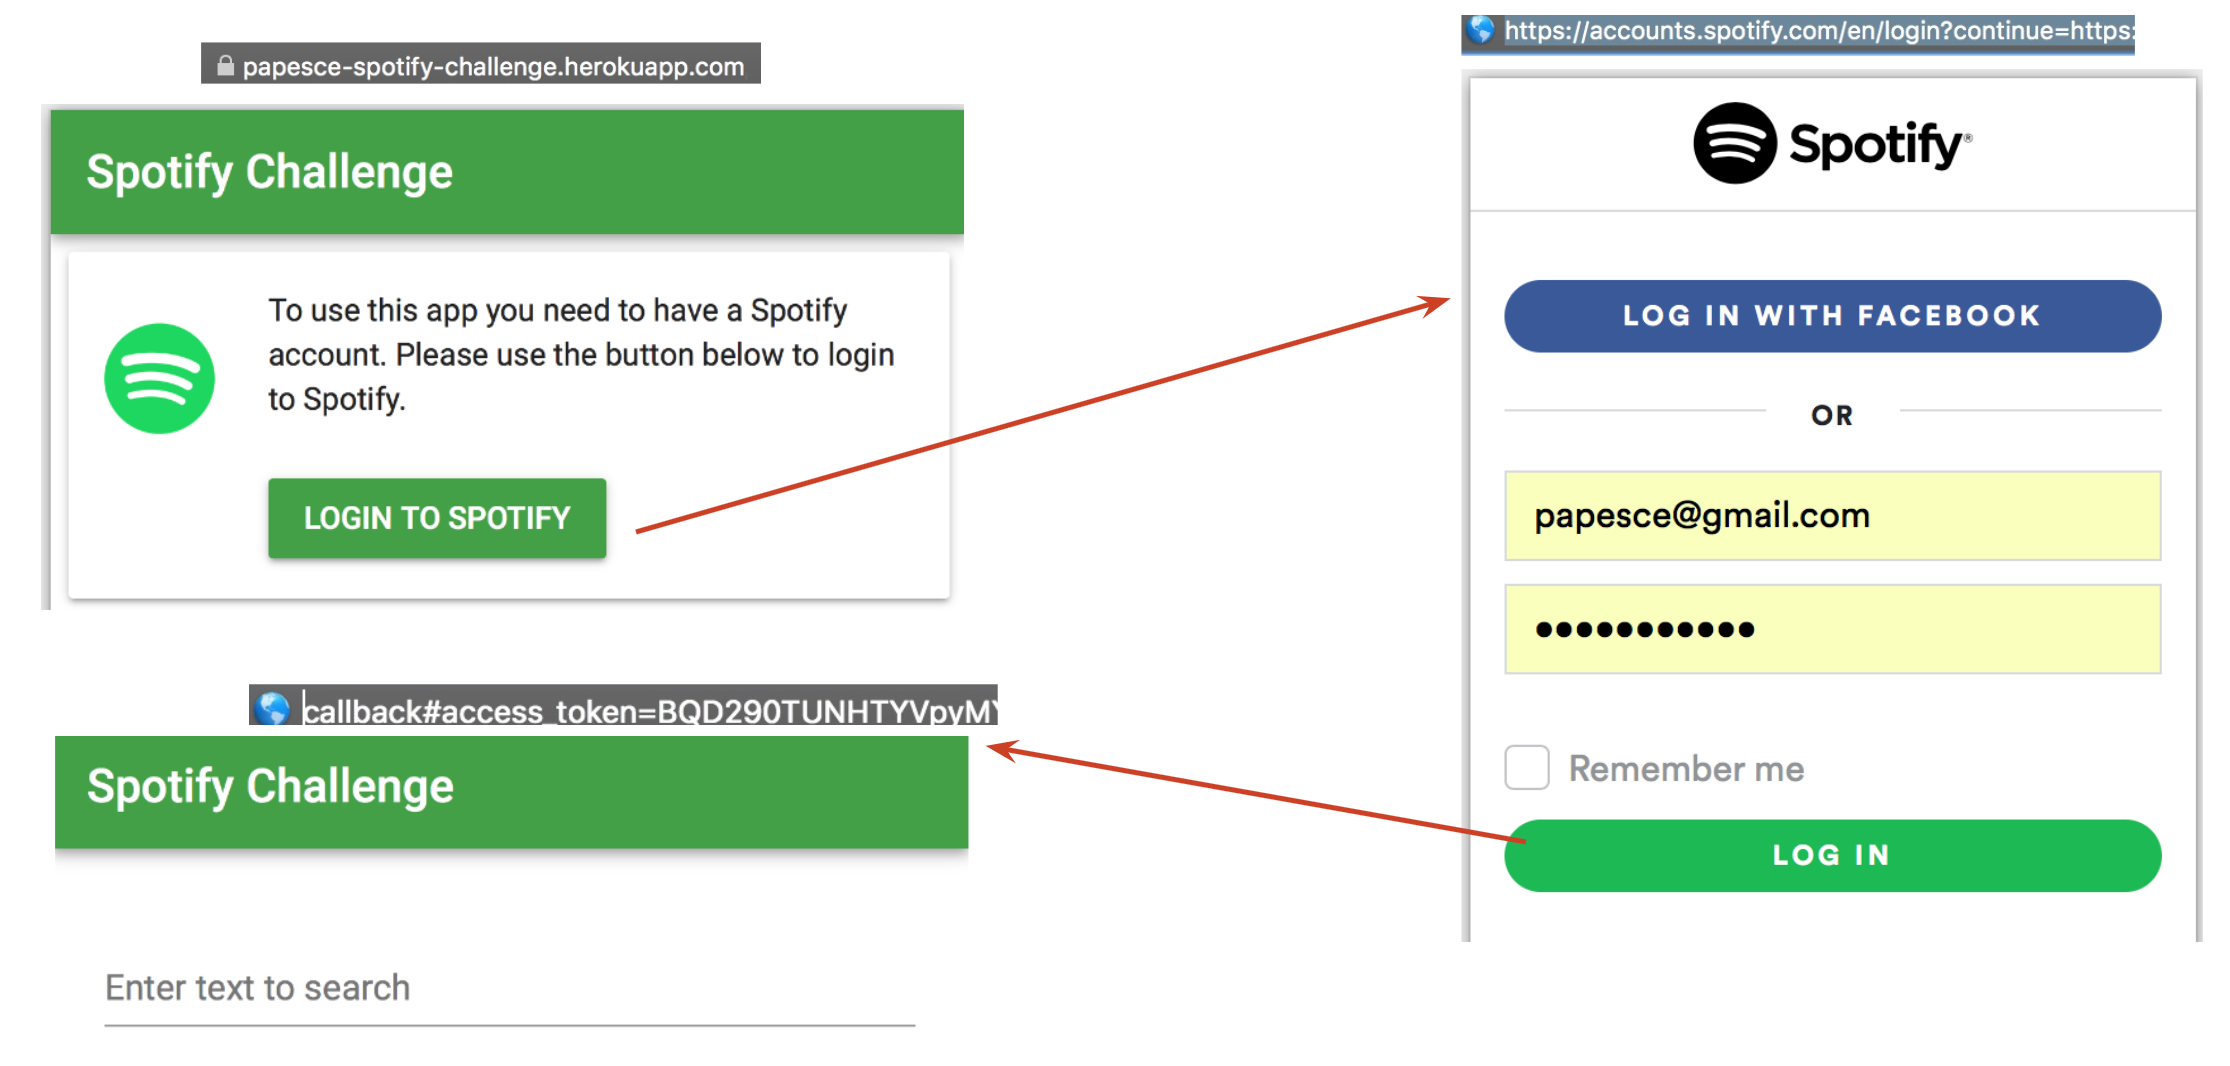 papesce-spotify-challenge.herokuapp.com
Spotify Challenge
To use this app you need to have a Spotify
account. Please use the button below to login
to Spotify.
LOGIN TO SPOTIFY
https://accounts.spotify.com/en/login?continue=https:
Spotify®
LOG IN WITH FACEBOOK
OR
papesce@gmail.com
•••••••••••
Remember me
LOG IN
callback#access_token=BQD290TUNHTYVpyMY
Spotify Challenge
Enter text to search